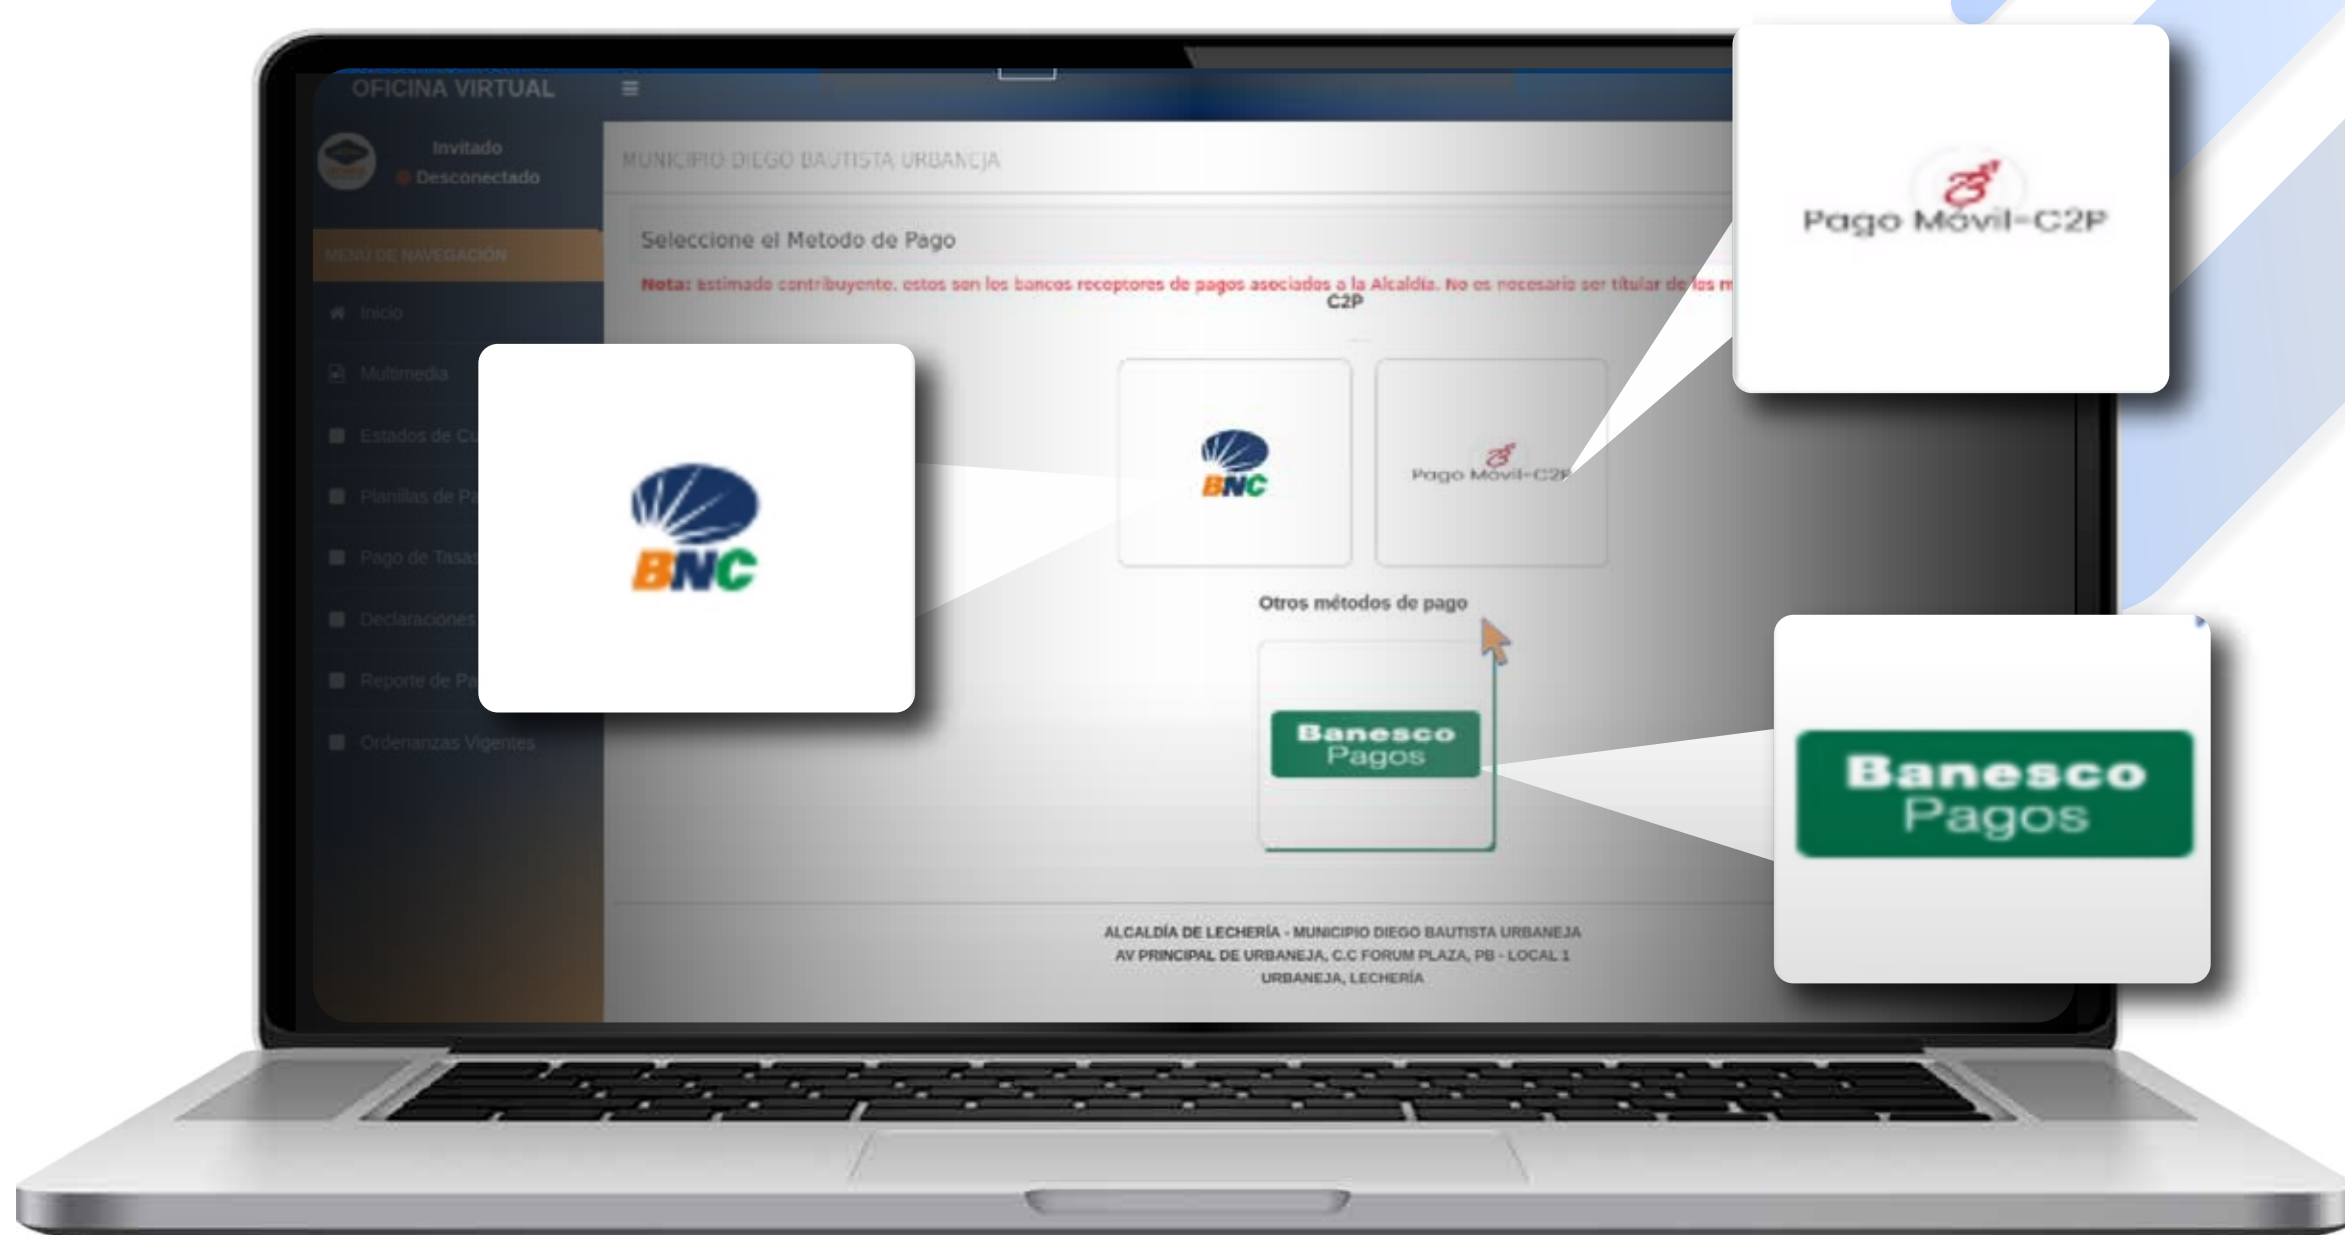 OFICINA VIRTUAL
Invitado
Desconectado
MENÚ DE NAVEGACIÓN
Inicio
Multimedia
Estados de Cu
Planillas de Pa
Pago de Tasas
Declaraciones
Reporte de Pa
Ordenanzas Vigentes
MUNICIPIO DIEGO BAUTISTA URBANEJA
Seleccione el Metodo de Pago
Nota: Estimado contribuyente, estos son los bancos receptores de pagos asociados a la Alcaldía. No es necesario ser títular de los m
C2P
BNC
Pago Móvil-C2P
Otros métodos de pago
Banesco
Pagos
ALCALDÍA DE LECHERÍA - MUNICIPIO DIEGO BAUTISTA URBANEJA
AV PRINCIPAL DE URBANEJA, C.C FORUM PLAZA, PB - LOCAL 1
URBANEJA, LECHERÍA
BNC
Pago Móvil-C2P
Banesco
Pagos